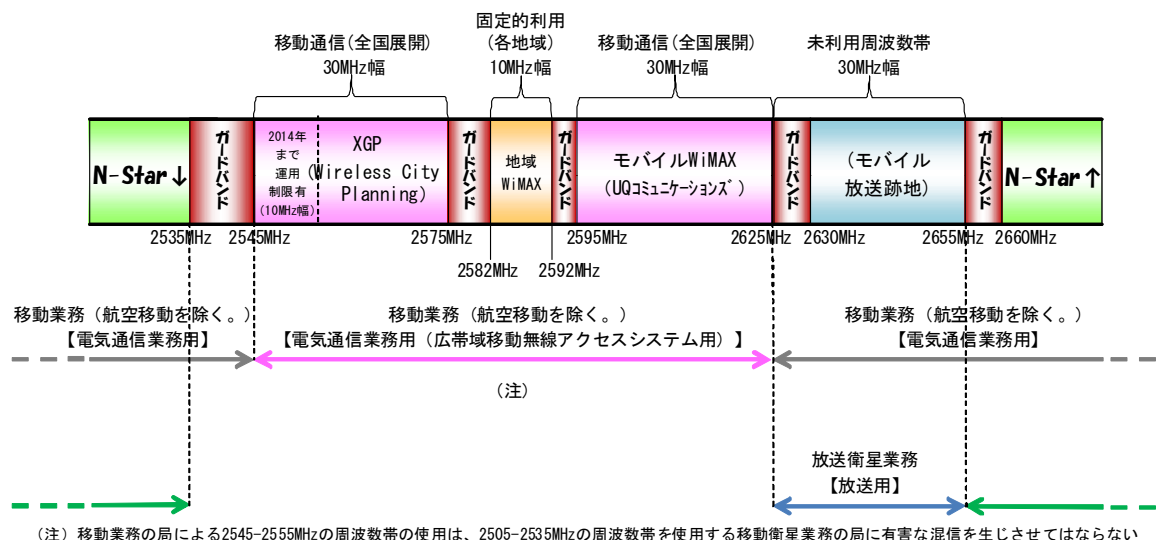 固定的利用
(各地域)
10MHz幅
移動通信(全国展開)
30MHz幅
移動通信(全国展開)
30MHz幅
未利用周波数帯
30MHz幅
N-Star↓
ガードバンド
2014年
まで
運用
制限有
(10MHz幅)
XGP
(Wireless City
Planning)
ガードバンド
地域
WiMAX
ガードバンド
モバイルWiMAX
(UQコミュニケーションズ)
ガードバンド
(モバイル
放送跡地)
ガードバンド
N-Star↑
2535MHz
2545MHz
2575MHz
2595MHz
2625MHz
2630MHz
2655MHz
2660MHz
2582MHz
2592MHz
移動業務(航空移動を除く。)
【電気通信業務用】
移動業務(航空移動を除く。)
【電気通信業務用(広帯域移動無線アクセスシステム用)】
移動業務(航空移動を除く。)
【電気通信業務用】
(注)
放送衛星業務
【放送用】
(注)移動業務の局による2545-2555MHzの周波数帯の使用は、2505-2535MHzの周波数帯を使用する移動衛星業務の局に有害な混信を生じさせてはならない